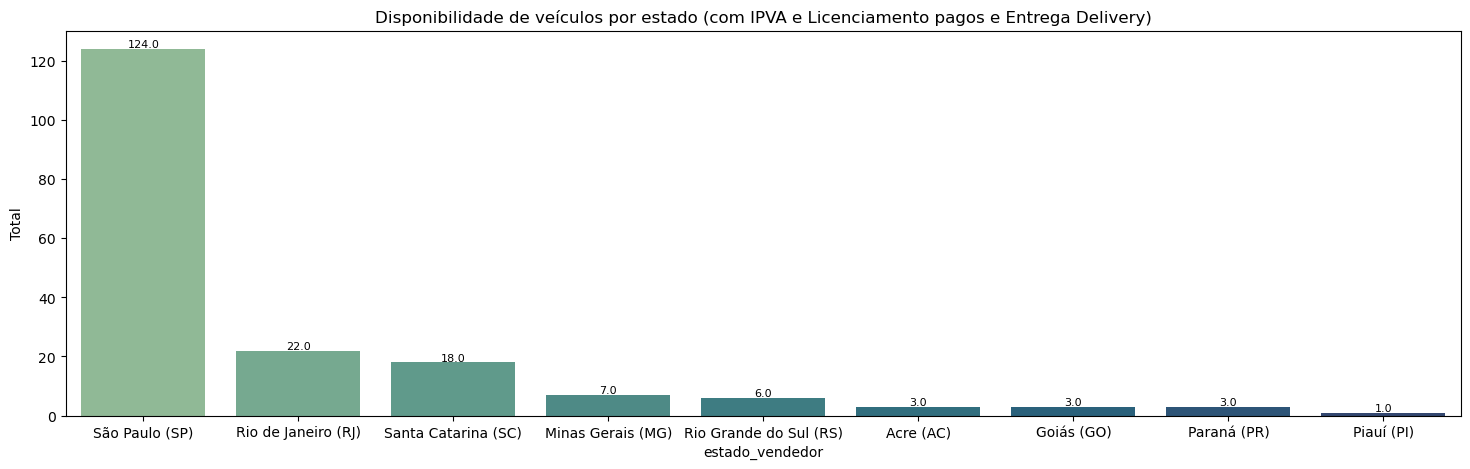 Disponibilidade de veículos por estado (com IPVA e Licenciamento pagos e Entrega Delivery)
Total
120
100
80
60
40
20
0
124.0
22.0
18.0
7.0
6.0
3.0
3.0
3.0
1.0
São Paulo (SP)
Rio de Janeiro (RJ)
Santa Catarina (SC)
Minas Gerais (MG)
Rio Grande do Sul (RS)
Acre (AC)
Goiás (GO)
Paraná (PR)
Piauí (PI)
estado_vendedor